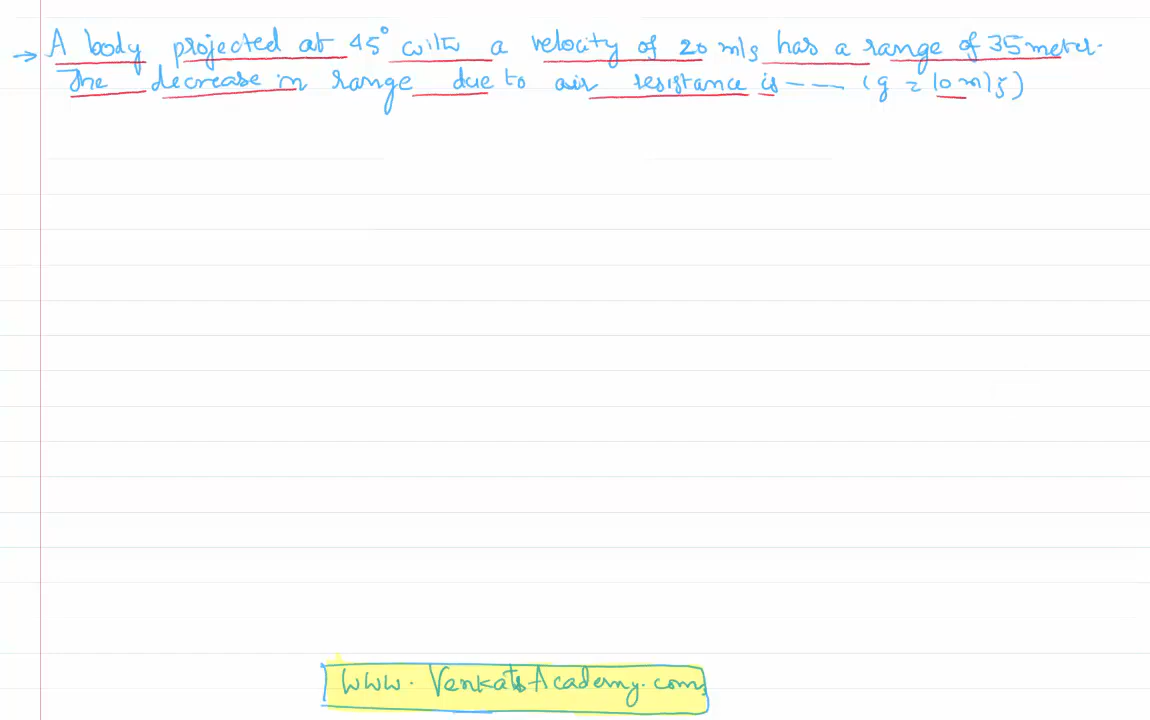 → A body projected at 45° with a velocity of 20 m/s has a range of 35 meter.
The decrease in range due to air resistance is ---- (g = 10 m/s)
www.VenkatsAcademy.com